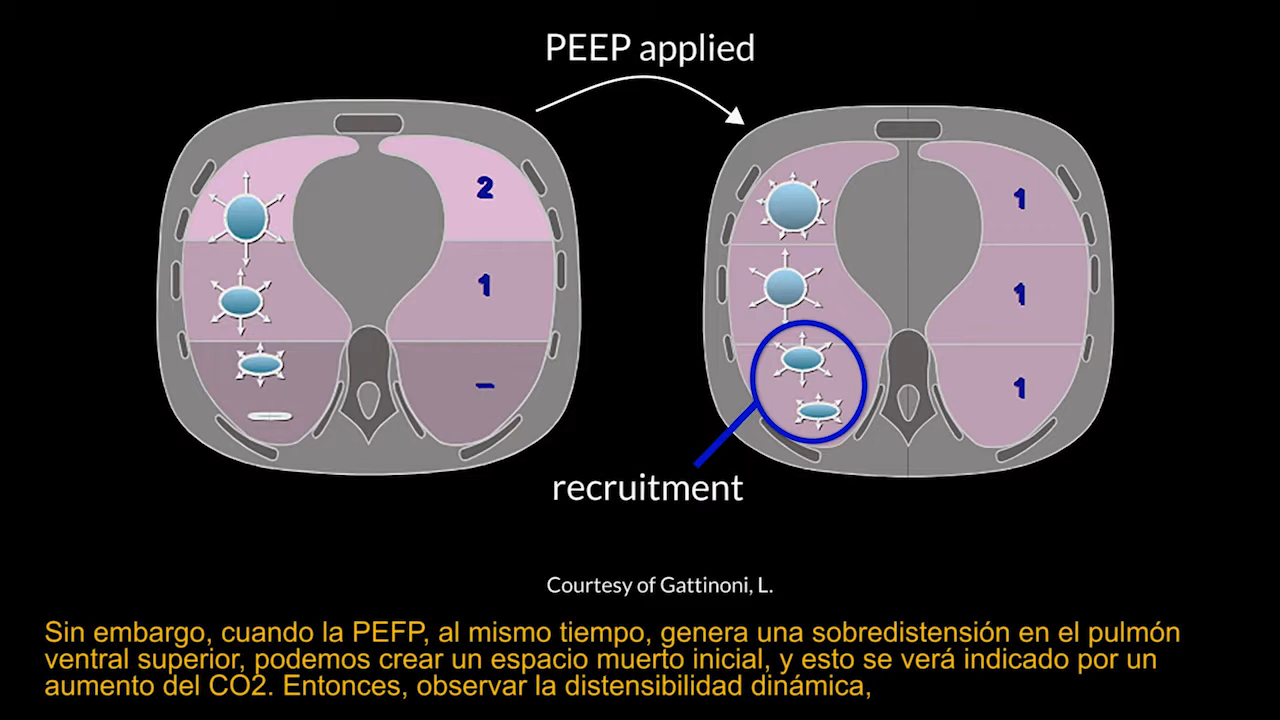 PEEP applied
2
1
1
1
–
1
recruitment
Courtesy of Gattinoni, L.
Sin embargo, cuando la PEFP, al mismo tiempo, genera una sobredistensión en el pulmón
ventral superior, podemos crear un espacio muerto inicial, y esto se verá indicado por un
aumento del CO2. Entonces, observar la distensibilidad dinámica,